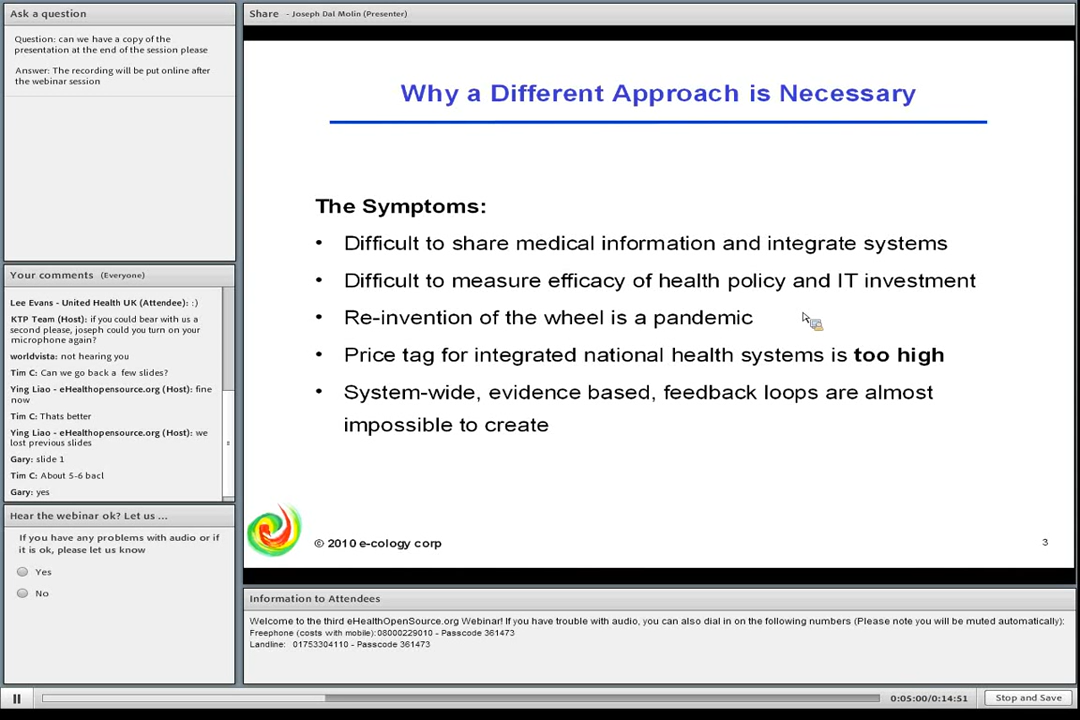 Ask a question
Question: can we have a copy of the
presentation at the end of the session please
Answer: The recording will be put online after
the webinar session
Your comments (Everyone)
Lee Evans - United Health UK (Attendee): :)
KTP Team (Host): if you could bear with us a
second please, joseph could you turn on your
microphone again?
worldvista: not hearing you
Tim C: Can we go back a few slides?
Ying Liao - eHealthopensource.org (Host): fine
now
Tim C: Thats better
Ying Liao - eHealthopensource.org (Host): we
lost previous slides
Gary: slide 1
Tim C: About 5-6 bacl
Gary: yes
Hear the webinar ok? Let us ...
If you have any problems with audio or if
it is ok, please let us know
Yes
No
Share - Joseph Dal Molin (Presenter)
Why a Different Approach is Necessary
The Symptoms:
• Difficult to share medical information and integrate systems
• Difficult to measure efficacy of health policy and IT investment
• Re-invention of the wheel is a pandemic
• Price tag for integrated national health systems is too high
• System-wide, evidence based, feedback loops are almost
impossible to create
© 2010 e-cology corp
3
Information to Attendees
Welcome to the third eHealthOpenSource.org Webinar! If you have trouble with audio, you can also dial in on the following numbers (Please note you will be muted automatically):
Freephone (costs with mobile): 08000229010 - Passcode 361473
Landline: 01753304110 - Passcode 361473
0:05:00/0:14:51
Stop and Save